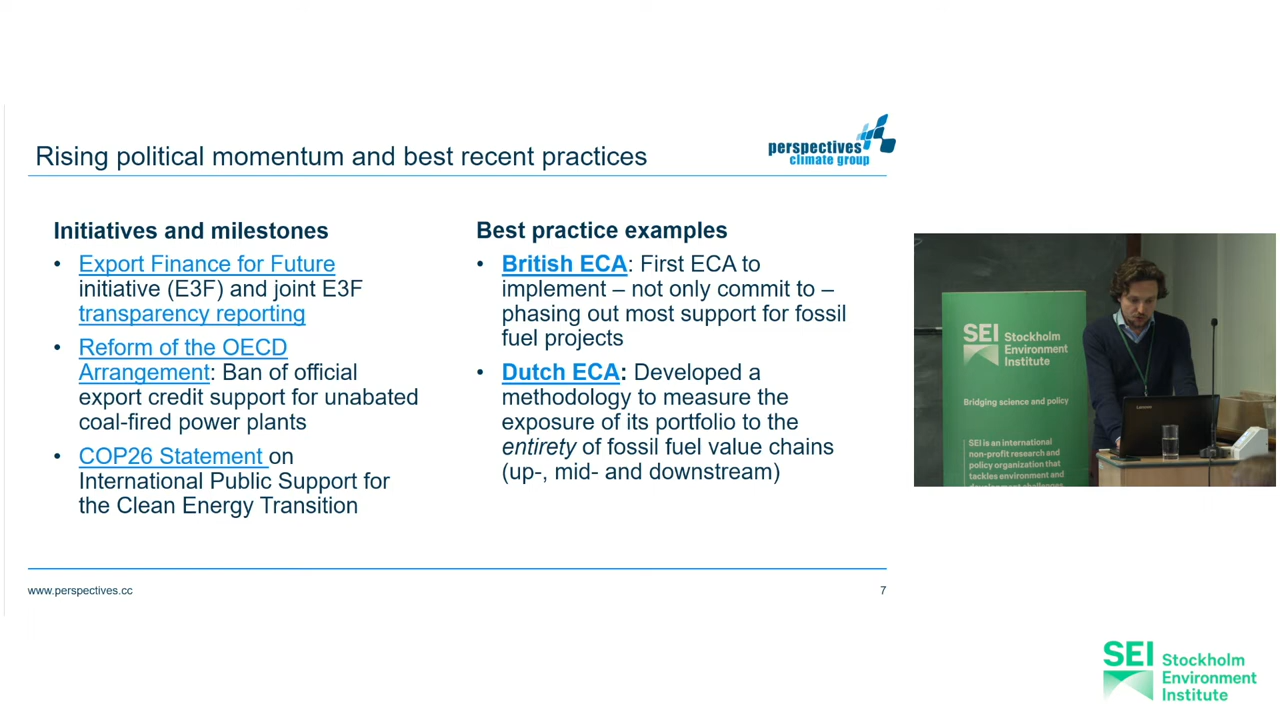 Rising political momentum and best recent practices
perspectives
climate group
Initiatives and milestones
• Export Finance for Future
initiative (E3F) and joint E3F
transparency reporting
• Reform of the OECD
Arrangement: Ban of official
export credit support for unabated
coal-fired power plants
• COP26 Statement on
International Public Support for
the Clean Energy Transition
Best practice examples
• British ECA: First ECA to
implement – not only commit to –
phasing out most support for fossil
fuel projects
• Dutch ECA: Developed a
methodology to measure the
exposure of its portfolio to the
entirety of fossil fuel value chains
(up-, mid- and downstream)
www.perspectives.cc
7
SEI Stockholm
Environment
Institute
Bridging science and policy
SEI is an international
non-profit research and
policy organization that
tackles environment and
development challenges
Lenovo
SEI Stockholm
Environment
Institute